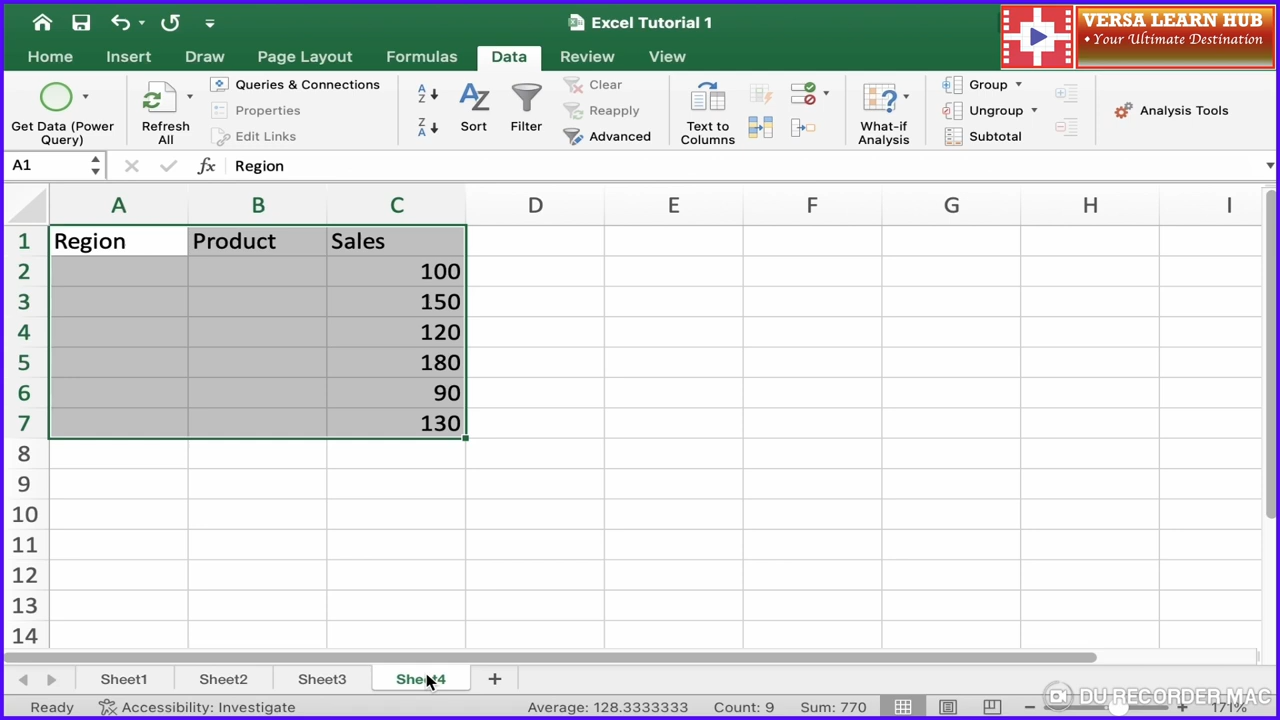 Excel Tutorial 1
VERSA LEARN HUB
• Your Ultimate Destination
Home Insert Draw Page Layout Formulas Data Review View
Get Data (Power Query)
Refresh All
Queries & Connections
Properties
Edit Links
Sort
Filter
Clear
Reapply
Advanced
Text to Columns
What-if Analysis
Group
Ungroup
Subtotal
Analysis Tools
A1 fx Region
A B C D E F G H I
1 Region Product Sales
2 100
3 150
4 120
5 180
6 90
7 130
8
9
10
11
12
13
14
Sheet1 Sheet2 Sheet3 Sheet4 +
Ready Accessibility: Investigate Average: 128.3333333 Count: 9 Sum: 770 171%
DU RECORDER MAC